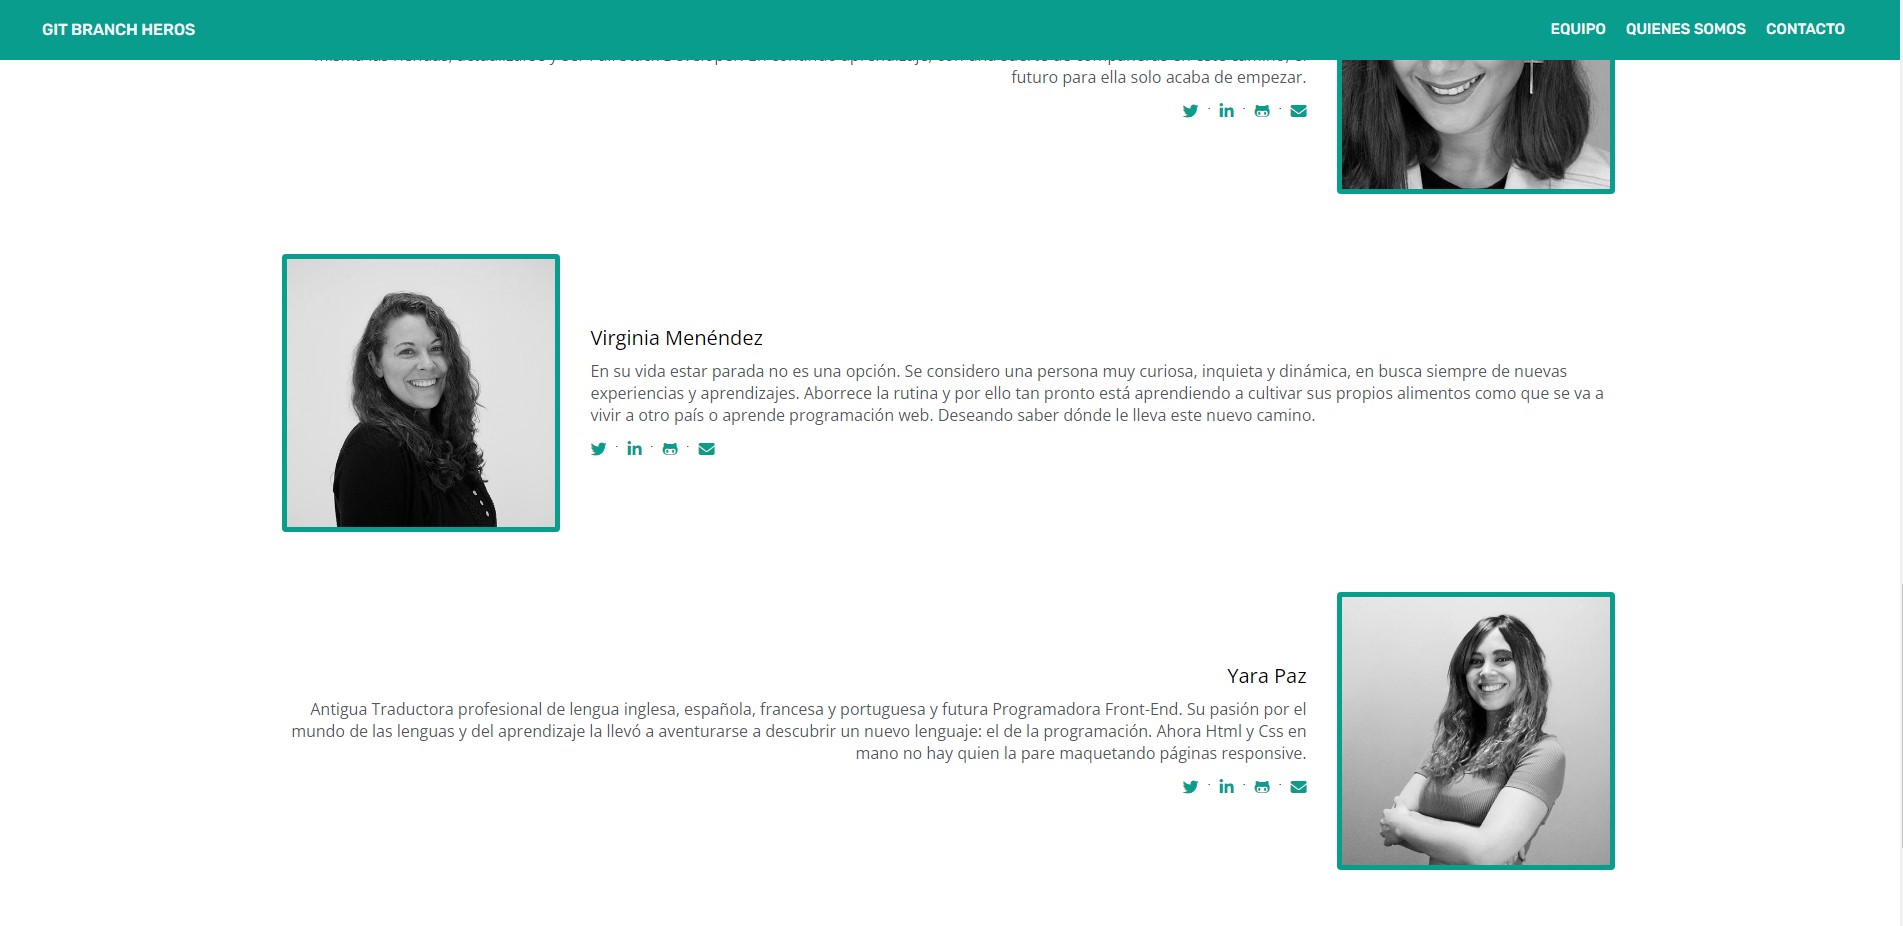 GIT BRANCH HEROS
EQUIPO QUIENES SOMOS CONTACTO
futuro para ella solo acaba de empezar.
Virginia Menéndez
En su vida estar parada no es una opción. Se considero una persona muy curiosa, inquieta y dinámica, en busca siempre de nuevas
experiencias y aprendizajes. Aborrece la rutina y por ello tan pronto está aprendiendo a cultivar sus propios alimentos como que se va a
vivir a otro país o aprende programación web. Deseando saber dónde le lleva este nuevo camino.
Yara Paz
Antigua Traductora profesional de lengua inglesa, española, francesa y portuguesa y futura Programadora Front-End. Su pasión por el
mundo de las lenguas y del aprendizaje la llevó a aventurarse a descubrir un nuevo lenguaje: el de la programación. Ahora Html y Css en
mano no hay quien la pare maquetando páginas responsive.